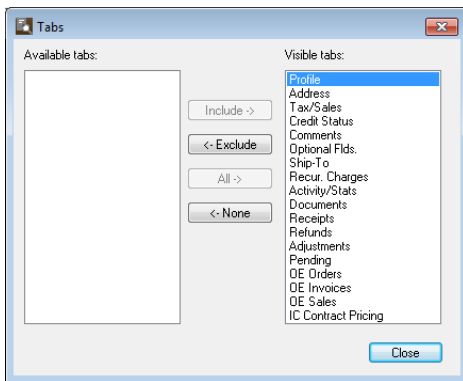 Tabs
Available tabs:
Visible tabs:
Include ->
<- Exclude
All ->
<- None
Profile
Address
Tax/Sales
Credit Status
Comments
Optional Flds.
Ship-To
Recur. Charges
Activity/Stats
Documents
Receipts
Refunds
Adjustments
Pending
OE Orders
OE Invoices
OE Sales
IC Contract Pricing
Close